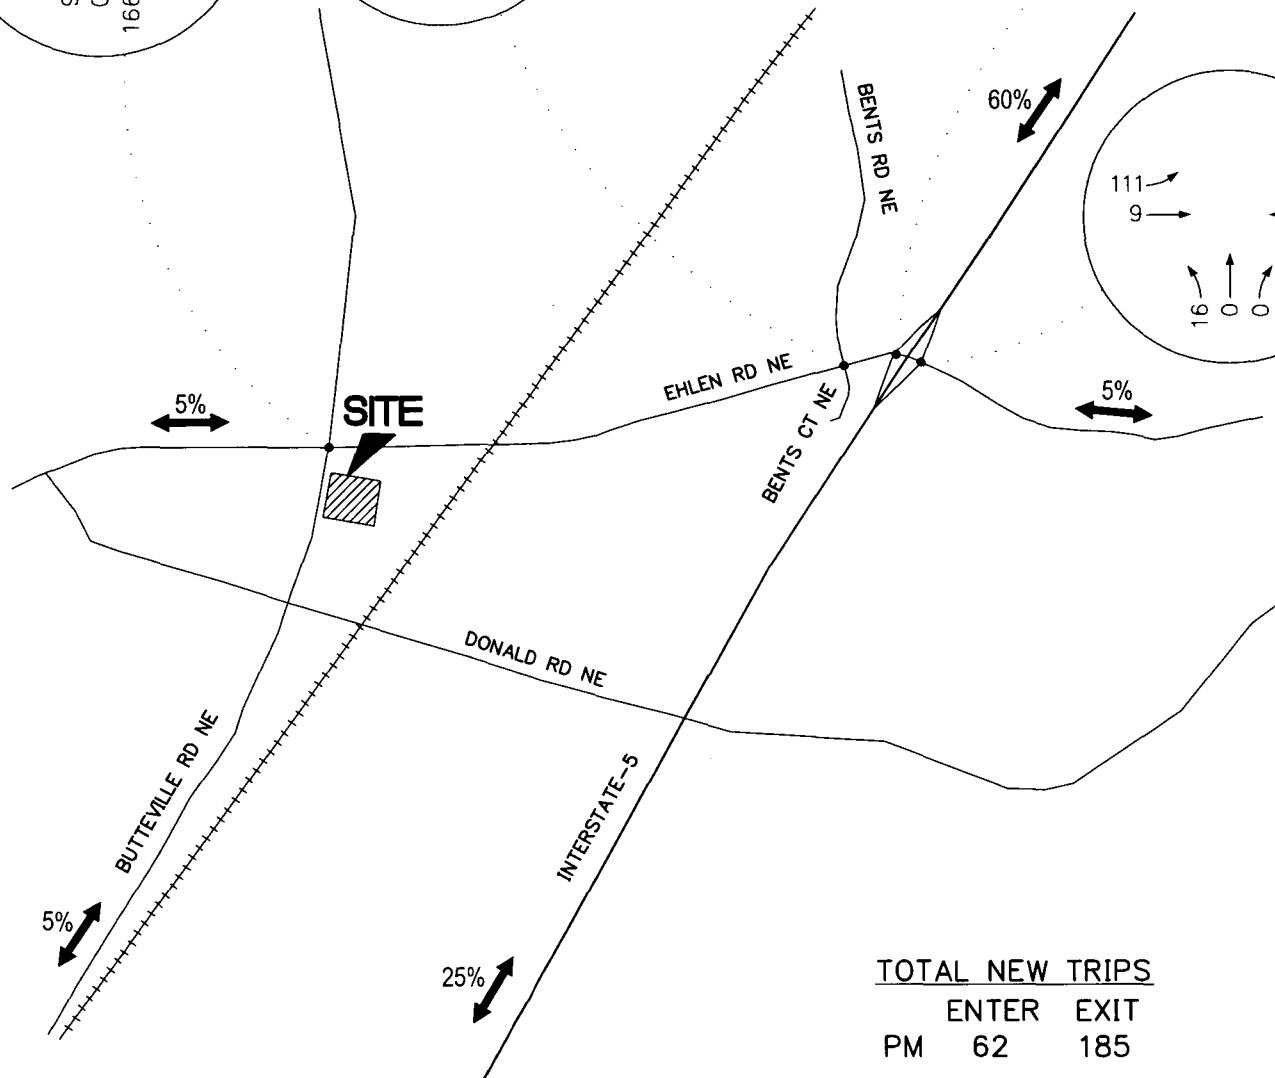 166
60%
BENTS RD NE
111
9
16
0
0
5%
SITE
EHLEN RD NE
BENTS CT NE
5%
DONALD RD NE
BUTTEVILLE RD NE
INTERSTATE-5
5%
25%
TOTAL NEW TRIPS
ENTER EXIT
PM 62 185